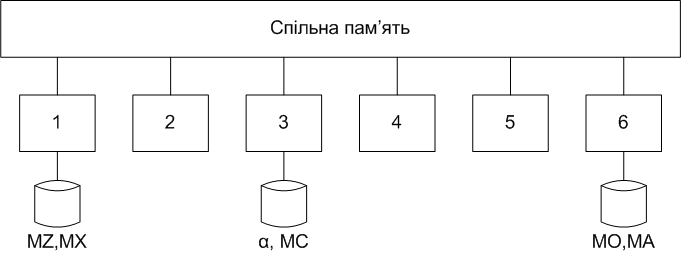 Спільна пам’ять
1 2 3 4 5 6
MZ,MX α, MC MO,MA